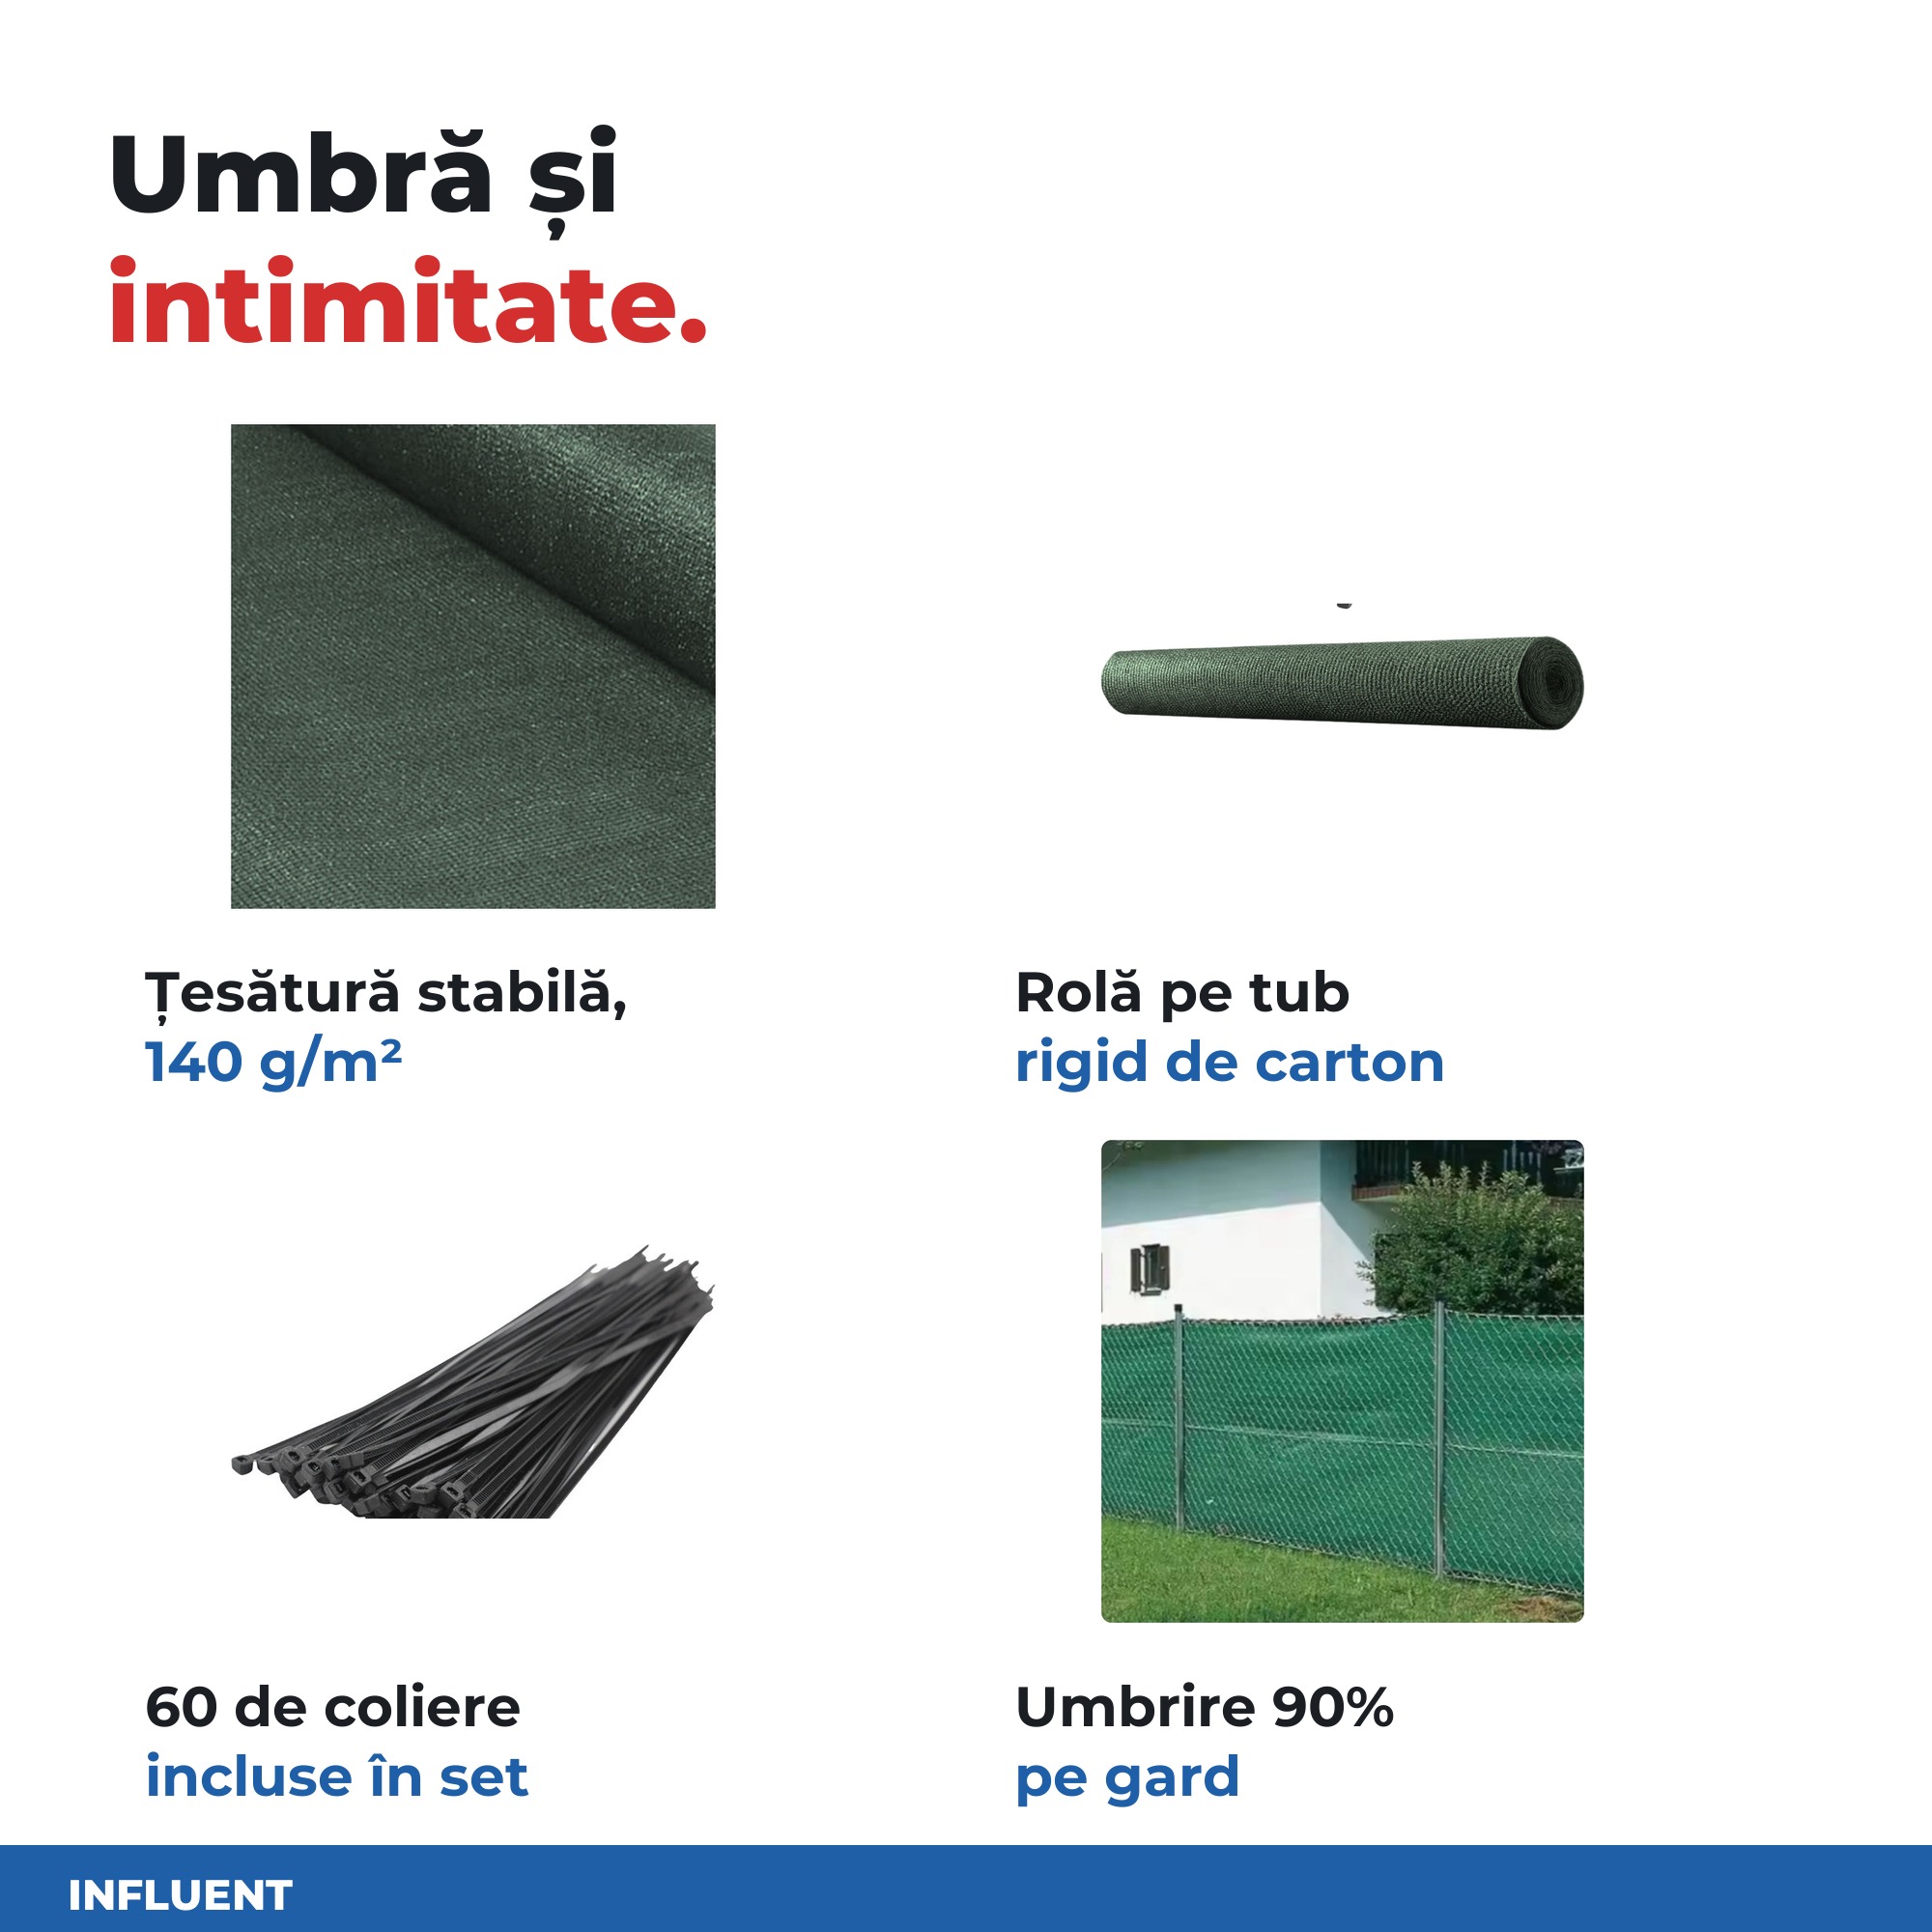 Umbră și
intimitate.
Țesătură stabilă,
140 g/m²
Rolă pe tub
rigid de carton
60 de coliere
incluse în set
Umbrire 90%
pe gard
INFLUENT